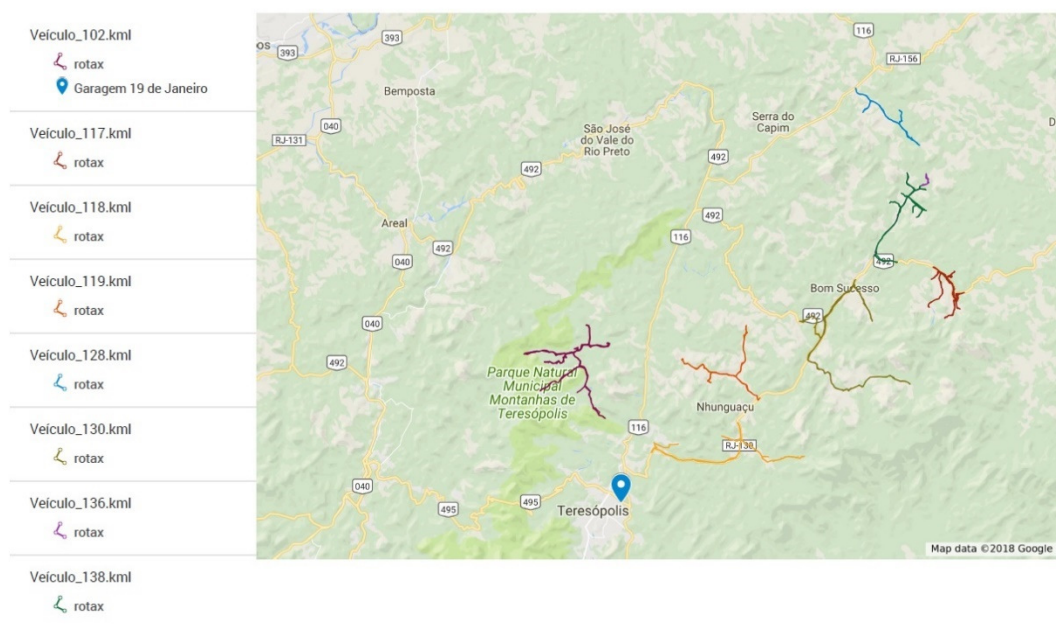 Veículo_102.kml
rotax
Garagem 19 de Janeiro
Veículo_117.kml
rotax
Veículo_118.kml
rotax
Veículo_119.kml
rotax
Veículo_128.kml
rotax
Veículo_130.kml
rotax
Veículo_136.kml
rotax
Veículo_138.kml
rotax
os
393
393
116
RJ-156
Bemposta
040
RJ-131
São José
do Vale do
Rio Preto
Serra do
Capim
D
492
492
Areal
492
492
116
040
492
Bom Sucesso
492
040
492
Parque Natural
Municipal
Montanhas de
Teresópolis
Nhunguaçu
116
RJ-130
040
495
495
Teresópolis
Map data ©2018 Google